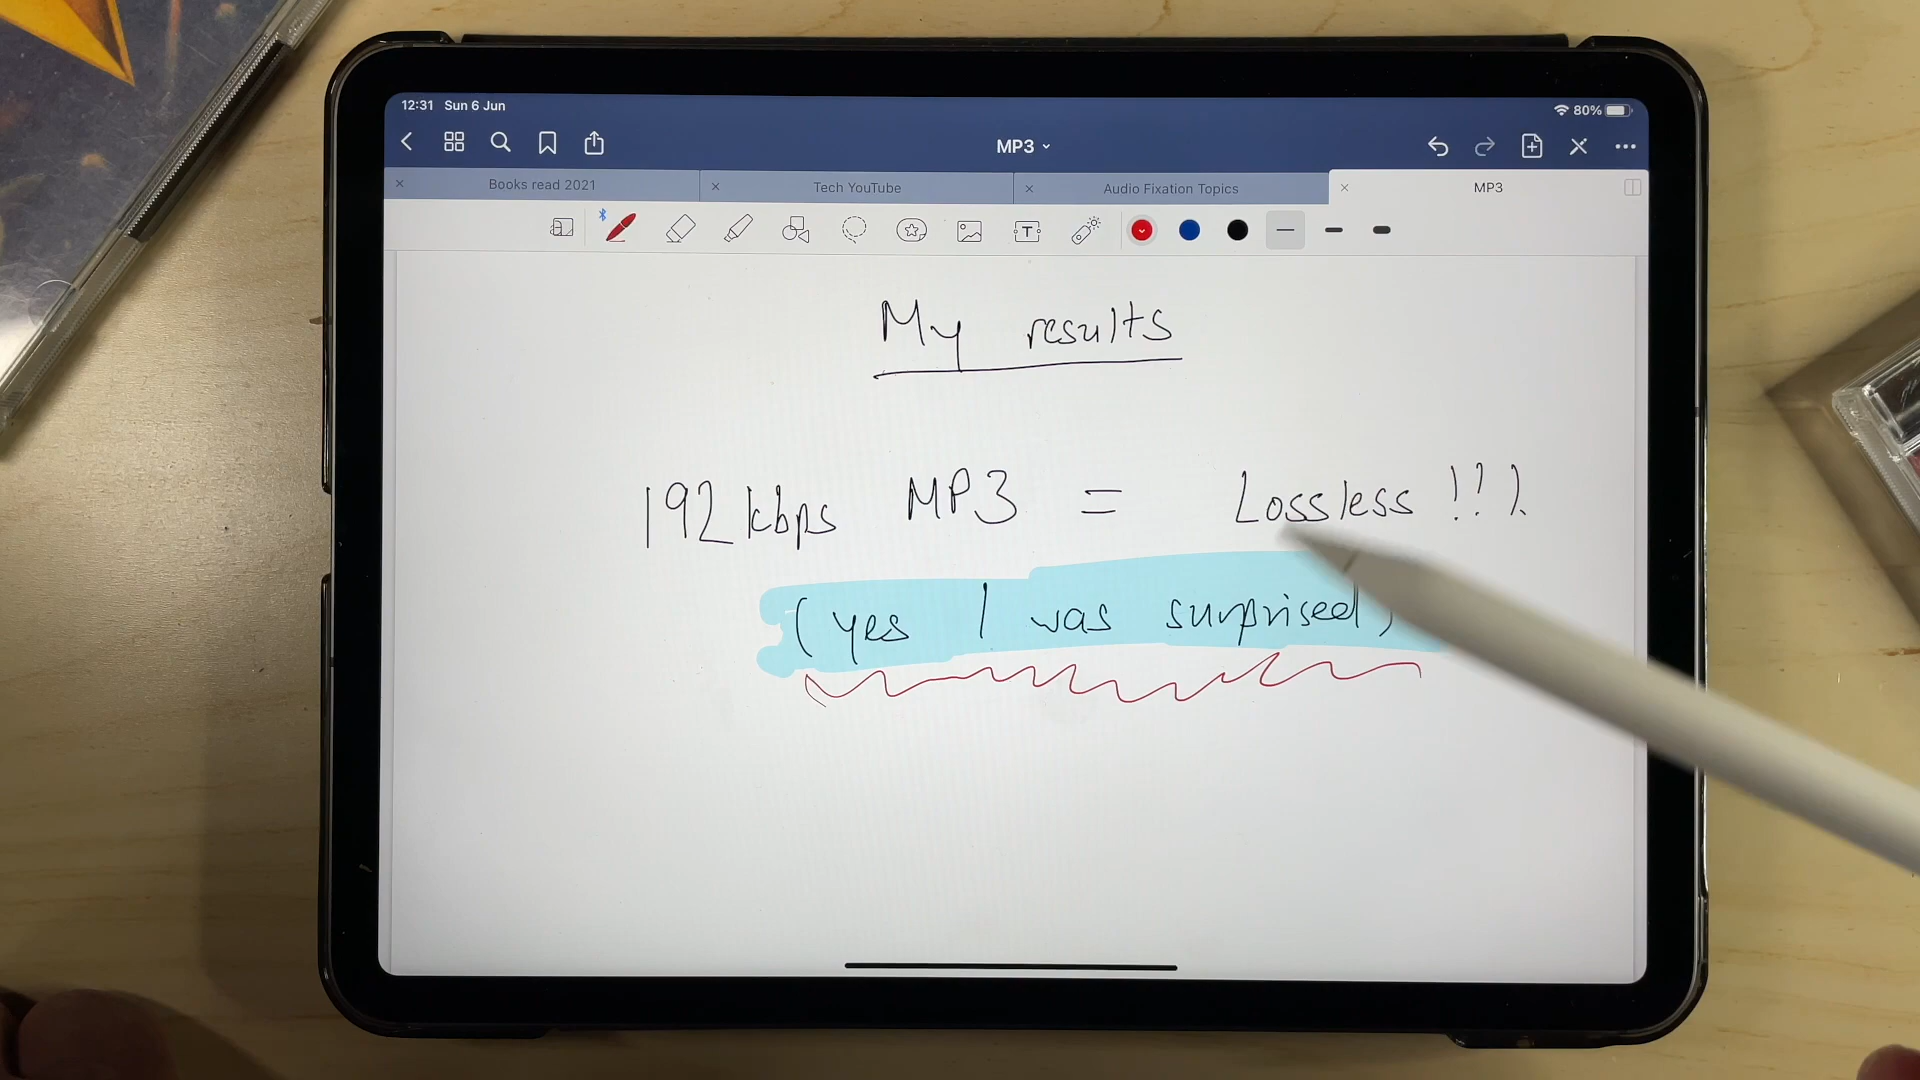 12:31 Sun 6 Jun
80%
MP3
Books read 2021
Tech YouTube
Audio Fixation Topics
MP3
My results
192 kbps MP3 = Lossless !?!
(yes I was surprised)